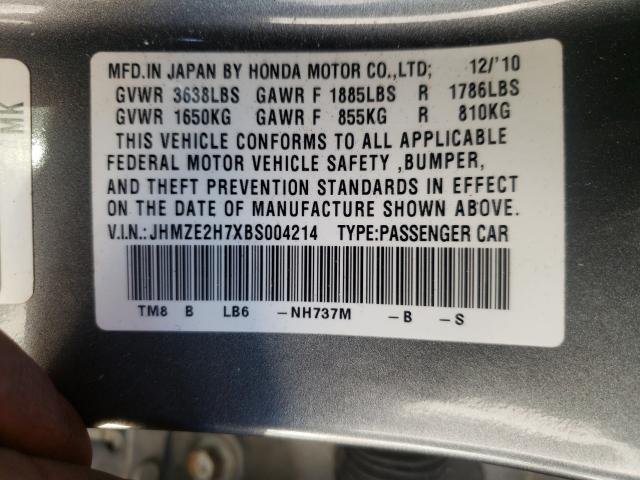 MK
MFD.IN JAPAN BY HONDA MOTOR CO.,LTD; 12/'10
GVWR 3638LBS GAWR F 1885LBS R 1786LBS
GVWR 1650KG GAWR F 855KG R 810KG
THIS VEHICLE CONFORMS TO ALL APPLICABLE
FEDERAL MOTOR VEHICLE SAFETY ,BUMPER,
AND THEFT PREVENTION STANDARDS IN EFFECT
ON THE DATE OF MANUFACTURE SHOWN ABOVE.
V.I.N.:JHMZE2H7XBS004214 TYPE:PASSENGER CAR
TM8 B LB6 -NH737M -B -S